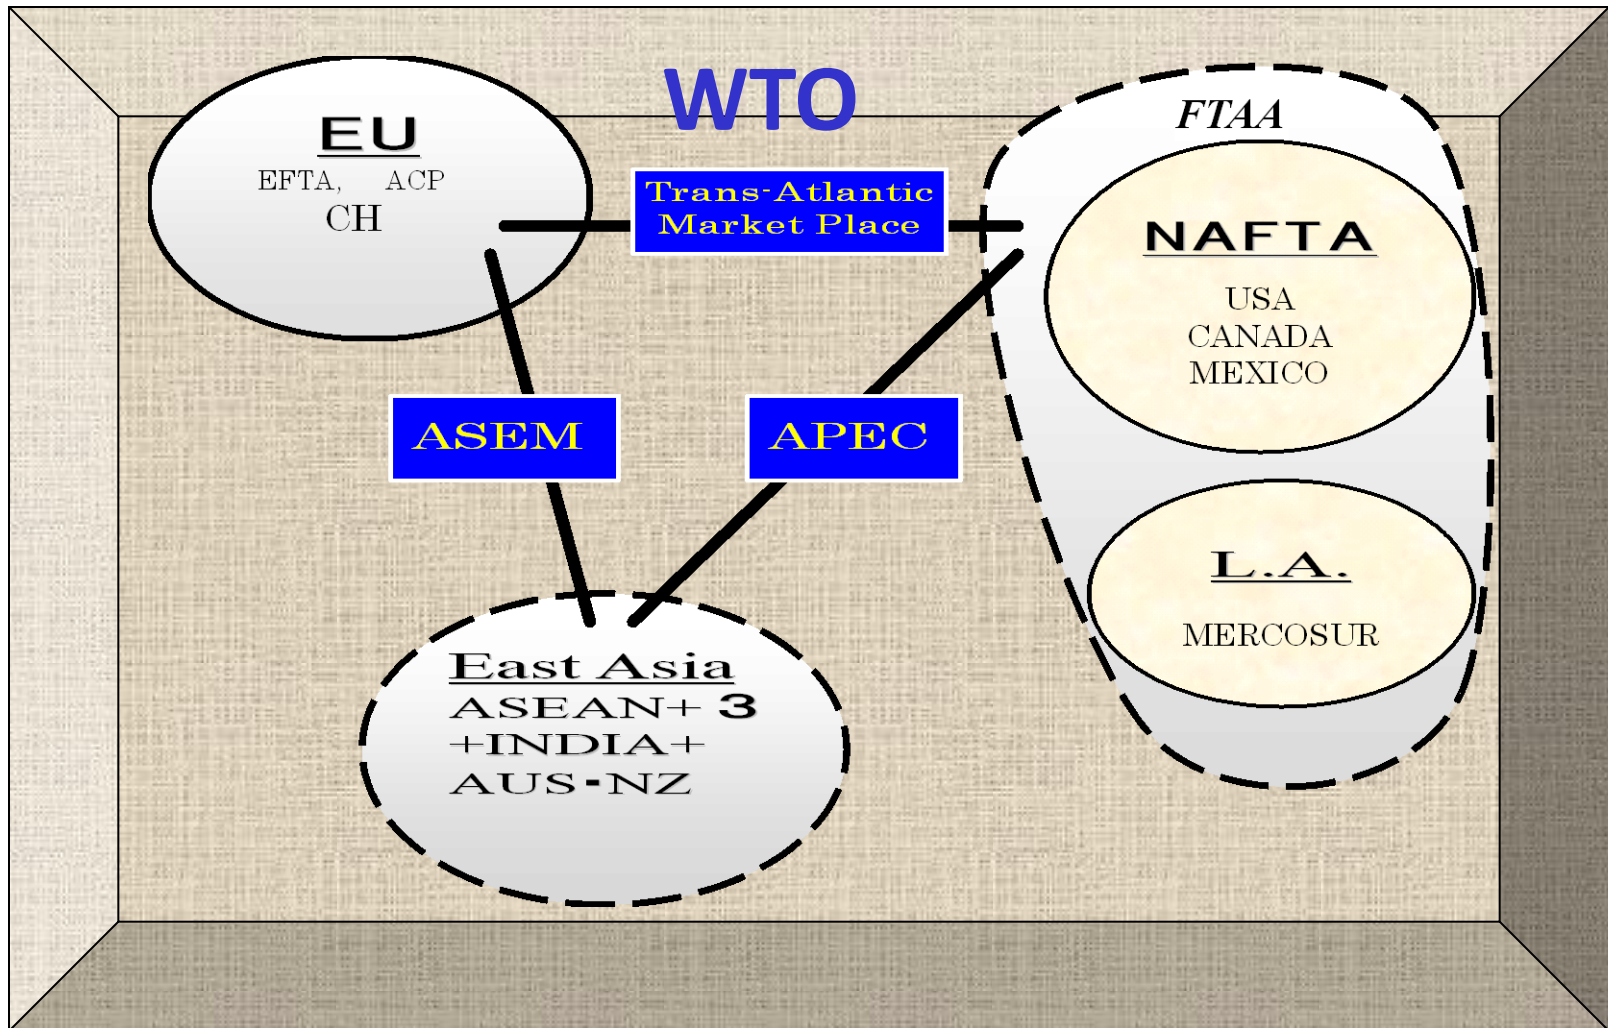 WTO
EU
EFTA, ACP
CH
Trans-Atlantic
Market Place
FTAA
NAFTA
USA
CANADA
MEXICO
ASEM
APEC
L.A.
MERCOSUR
East Asia
ASEAN+ 3
+INDIA+
AUS▪NZ